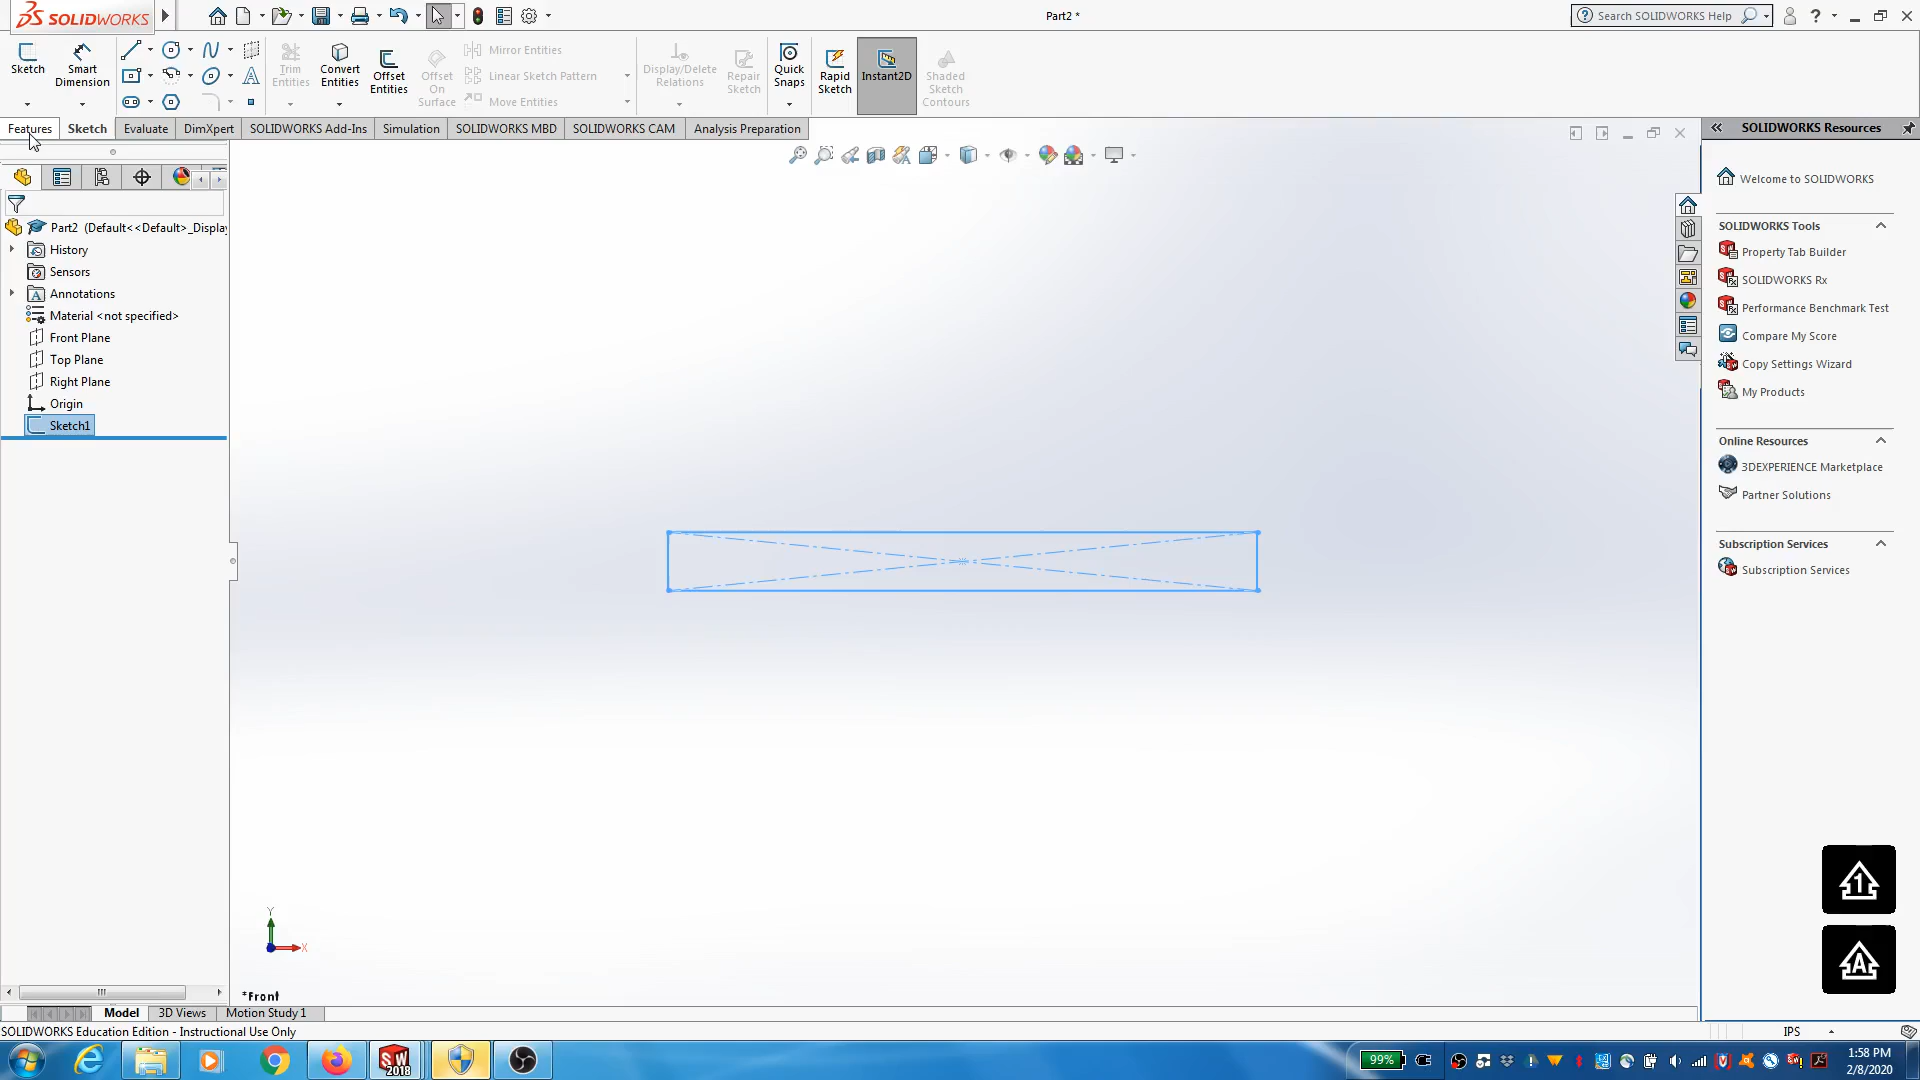 SOLIDWORKS
Part2 *
Search SOLIDWORKS Help
Sketch
Smart Dimension
Trim Entities
Convert Entities
Offset Entities
Offset On Surface
Mirror Entities
Linear Sketch Pattern
Move Entities
Display/Delete Relations
Repair Sketch
Quick Snaps
Rapid Sketch
Instant2D
Shaded Sketch Contours
Features
Sketch
Evaluate
DimXpert
SOLIDWORKS Add-Ins
Simulation
SOLIDWORKS MBD
SOLIDWORKS CAM
Analysis Preparation
Part2 (Default<<Default>_Displa
History
Sensors
Annotations
Material <not specified>
Front Plane
Top Plane
Right Plane
Origin
Sketch1
Y
X
*Front
SOLIDWORKS Resources
Welcome to SOLIDWORKS
SOLIDWORKS Tools
Property Tab Builder
SOLIDWORKS Rx
Performance Benchmark Test
Compare My Score
Copy Settings Wizard
My Products
Online Resources
3DEXPERIENCE Marketplace
Partner Solutions
Subscription Services
Subscription Services
1
A
Model
3D Views
Motion Study 1
SOLIDWORKS Education Edition - Instructional Use Only
IPS
SW
2018
99%
1:58 PM
2/8/2020